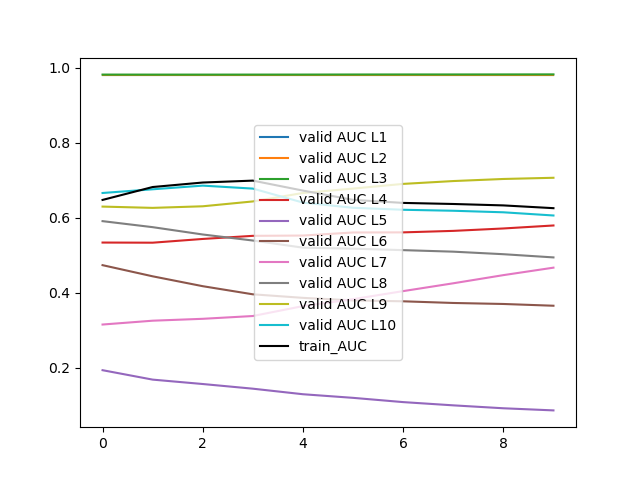 1.0
0.8
0.6
0.4
0.2
valid AUC L1
valid AUC L2
valid AUC L3
valid AUC L4
valid AUC L5
valid AUC L6
valid AUC L7
valid AUC L8
valid AUC L9
valid AUC L10
train_AUC
0 2 4 6 8